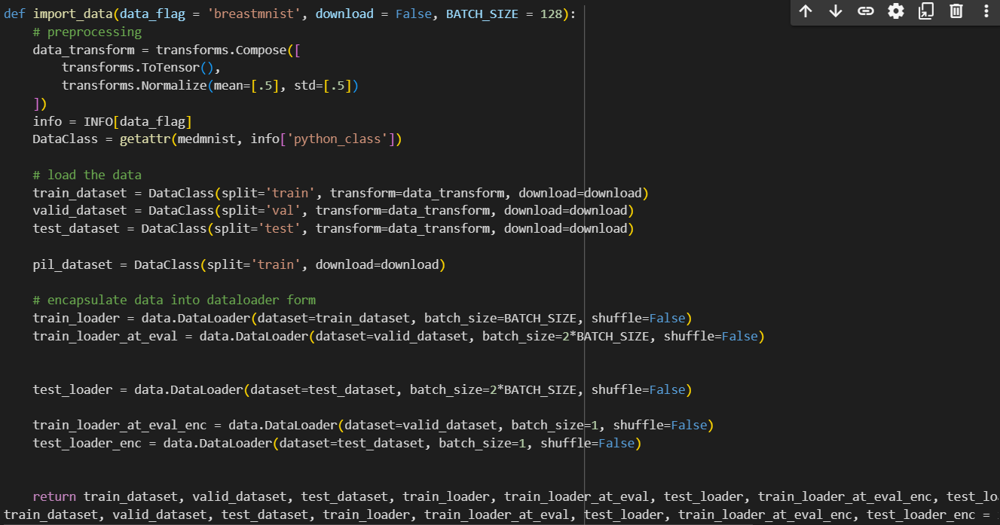 def import_data(data_flag = 'breastmnist', download = False, BATCH_SIZE = 128):
    # preprocessing
    data_transform = transforms.Compose([
        transforms.ToTensor(),
        transforms.Normalize(mean=[.5], std=[.5])
    ])
    info = INFO[data_flag]
    DataClass = getattr(medmnist, info['python_class'])

    # load the data
    train_dataset = DataClass(split='train', transform=data_transform, download=download)
    valid_dataset = DataClass(split='val', transform=data_transform, download=download)
    test_dataset = DataClass(split='test', transform=data_transform, download=download)

    pil_dataset = DataClass(split='train', download=download)

    # encapsulate data into dataloader form
    train_loader = data.DataLoader(dataset=train_dataset, batch_size=BATCH_SIZE, shuffle=False)
    train_loader_at_eval = data.DataLoader(dataset=valid_dataset, batch_size=2*BATCH_SIZE, shuffle=False)

    test_loader = data.DataLoader(dataset=test_dataset, batch_size=2*BATCH_SIZE, shuffle=False)

    train_loader_at_eval_enc = data.DataLoader(dataset=valid_dataset, batch_size=1, shuffle=False)
    test_loader_enc = data.DataLoader(dataset=test_dataset, batch_size=1, shuffle=False)

    return train_dataset, valid_dataset, test_dataset, train_loader, train_loader_at_eval, test_loader, train_loader_at_eval_enc, test_lo
train_dataset, valid_dataset, test_dataset, train_loader, train_loader_at_eval, test_loader, train_loader_at_eval_enc, test_loader_enc =